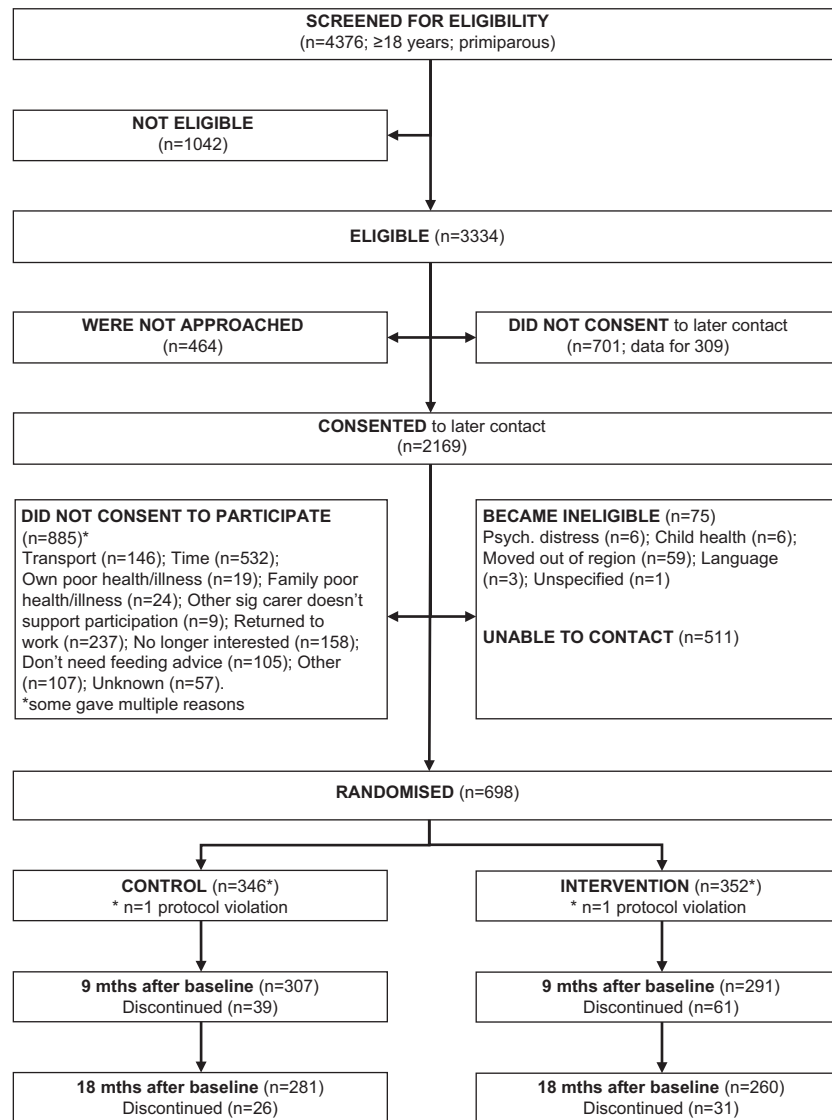 SCREENED FOR ELIGIBILITY
(n=4376; ≥18 years; primiparous)
NOT ELIGIBLE
(n=1042)
ELIGIBLE (n=3334)
WERE NOT APPROACHED
(n=464)
DID NOT CONSENT to later contact
(n=701; data for 309)
CONSENTED to later contact
(n=2169)
DID NOT CONSENT TO PARTICIPATE
(n=885)*
Transport (n=146); Time (n=532);
Own poor health/illness (n=19); Family poor
health/illness (n=24); Other sig carer doesn't
support participation (n=9); Returned to
work (n=237); No longer interested (n=158);
Don't need feeding advice (n=105); Other
(n=107); Unknown (n=57).
*some gave multiple reasons
BECAME INELIGIBLE (n=75)
Psych. distress (n=6); Child health (n=6);
Moved out of region (n=59); Language
(n=3); Unspecified (n=1)
UNABLE TO CONTACT (n=511)
RANDOMISED (n=698)
CONTROL (n=346*)
* n=1 protocol violation
INTERVENTION (n=352*)
* n=1 protocol violation
9 mths after baseline (n=307)
Discontinued (n=39)
9 mths after baseline (n=291)
Discontinued (n=61)
18 mths after baseline (n=281)
Discontinued (n=26)
18 mths after baseline (n=260)
Discontinued (n=31)